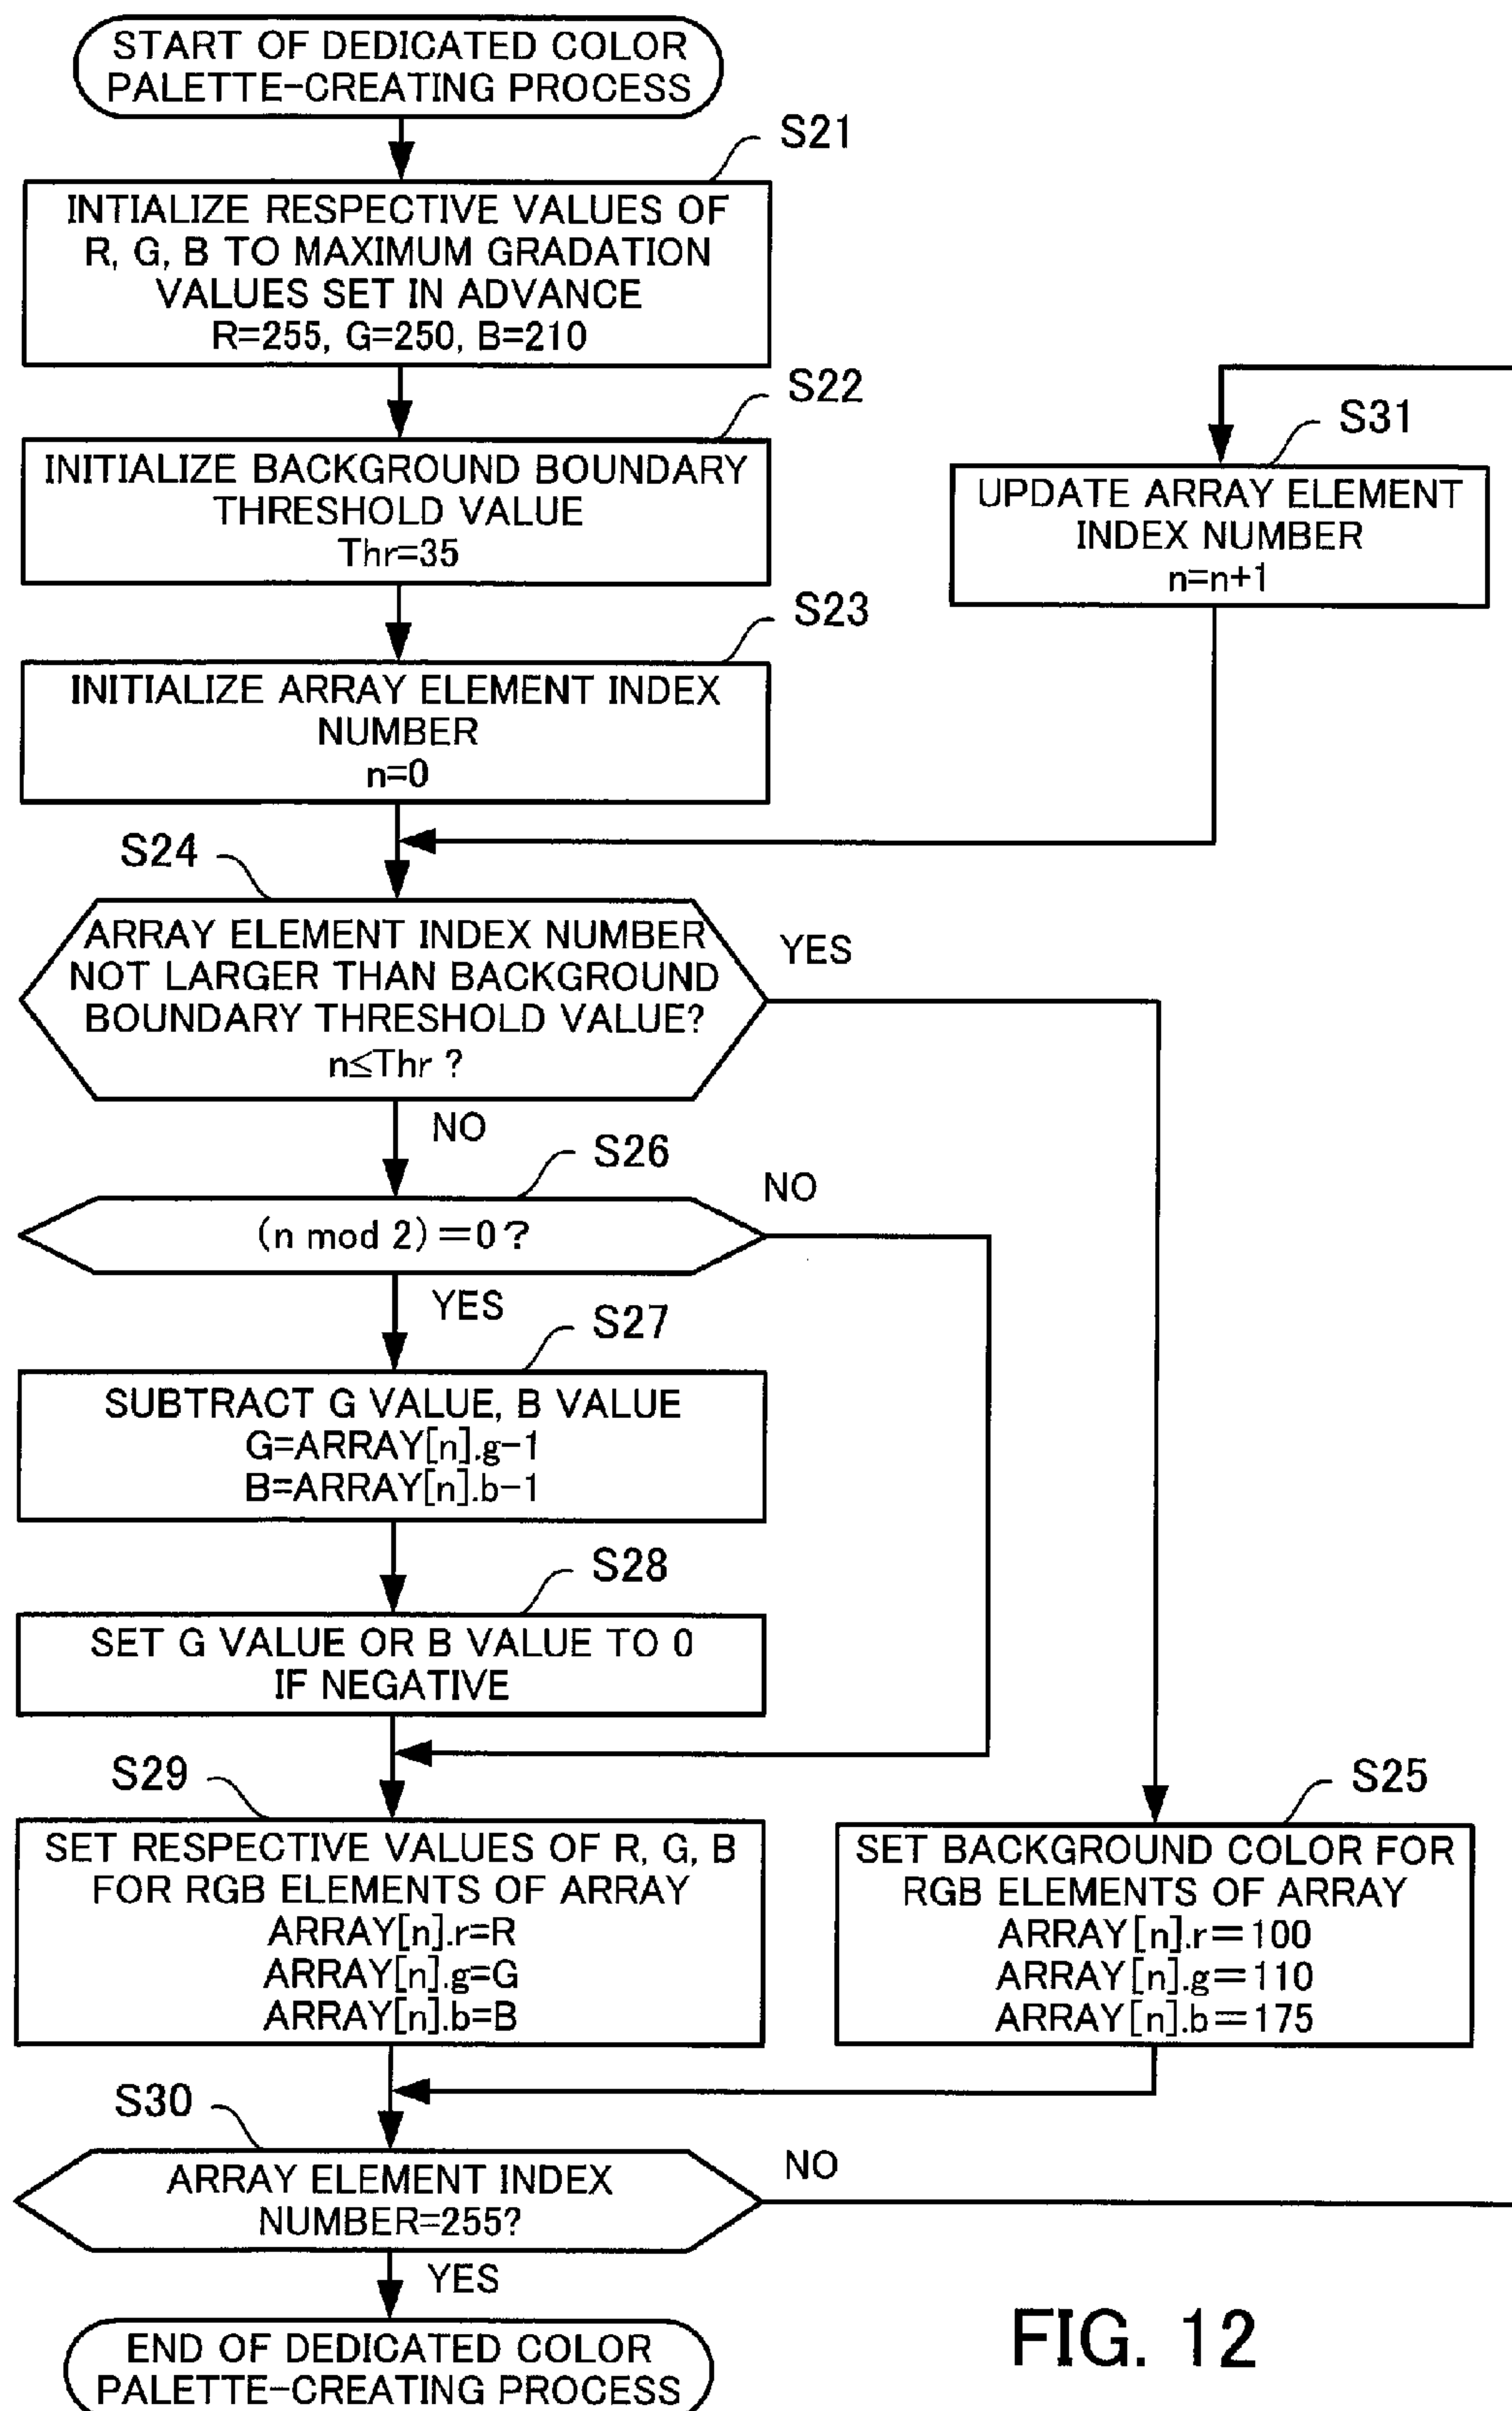 START OF DEDICATED COLOR
PALETTE-CREATING PROCESS
S21
INTIALIZE RESPECTIVE VALUES OF
R, G, B TO MAXIMUM GRADATION
VALUES SET IN ADVANCE
R=255, G=250, B=210
S22
INITIALIZE BACKGROUND BOUNDARY
THRESHOLD VALUE
Thr=35
S31
UPDATE ARRAY ELEMENT
INDEX NUMBER
n=n+1
S23
INITIALIZE ARRAY ELEMENT INDEX
NUMBER
n=0
S24
ARRAY ELEMENT INDEX NUMBER
NOT LARGER THAN BACKGROUND
BOUNDARY THRESHOLD VALUE?
n≤Thr ?
YES
NO
S26
(n mod 2)=0?
NO
YES
S27
SUBTRACT G VALUE, B VALUE
G=ARRAY[n].g-1
B=ARRAY[n].b-1
S28
SET G VALUE OR B VALUE TO 0
IF NEGATIVE
S29
SET RESPECTIVE VALUES OF R, G, B
FOR RGB ELEMENTS OF ARRAY
ARRAY[n].r=R
ARRAY[n].g=G
ARRAY[n].b=B
S25
SET BACKGROUND COLOR FOR
RGB ELEMENTS OF ARRAY
ARRAY[n].r=100
ARRAY[n].g=110
ARRAY[n].b=175
S30
ARRAY ELEMENT INDEX
NUMBER=255?
NO
YES
END OF DEDICATED COLOR
PALETTE-CREATING PROCESS
FIG. 12